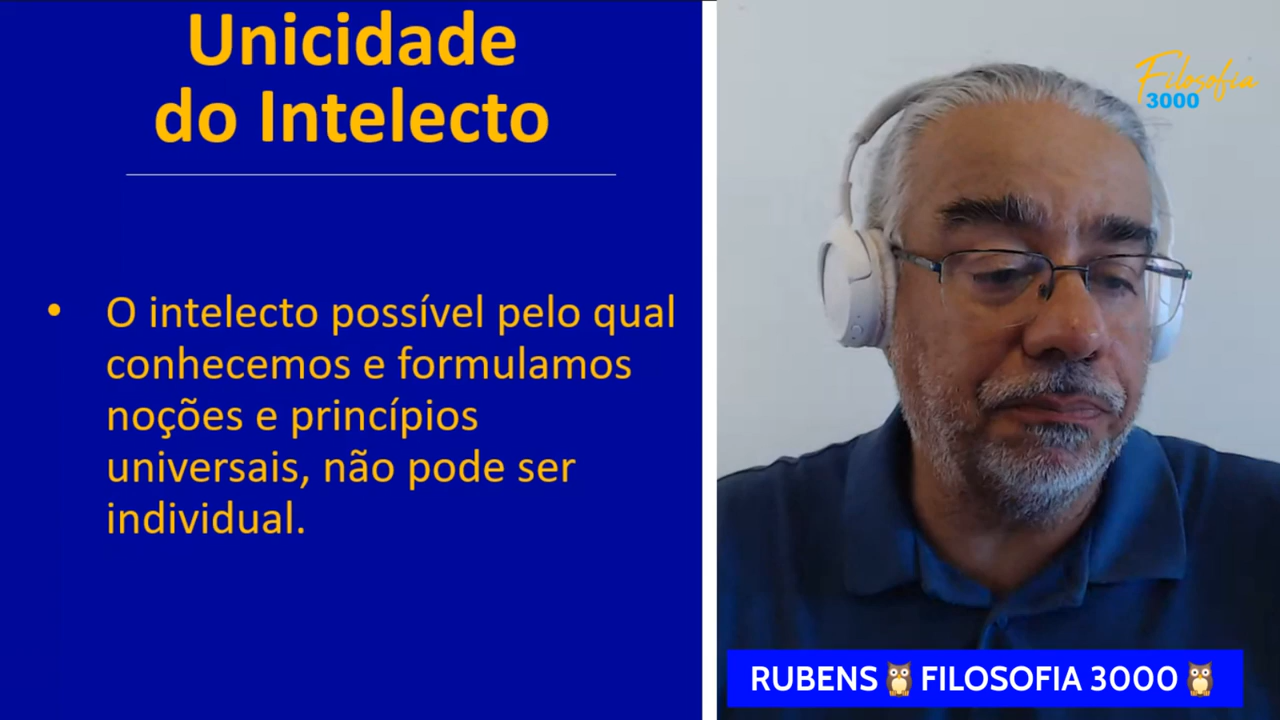 Unicidade
do Intelecto
• O intelecto possível pelo qual
conhecemos e formulamos
noções e princípios
universais, não pode ser
individual.
Filosofia
3000
RUBENS🦉FILOSOFIA 3000🦉